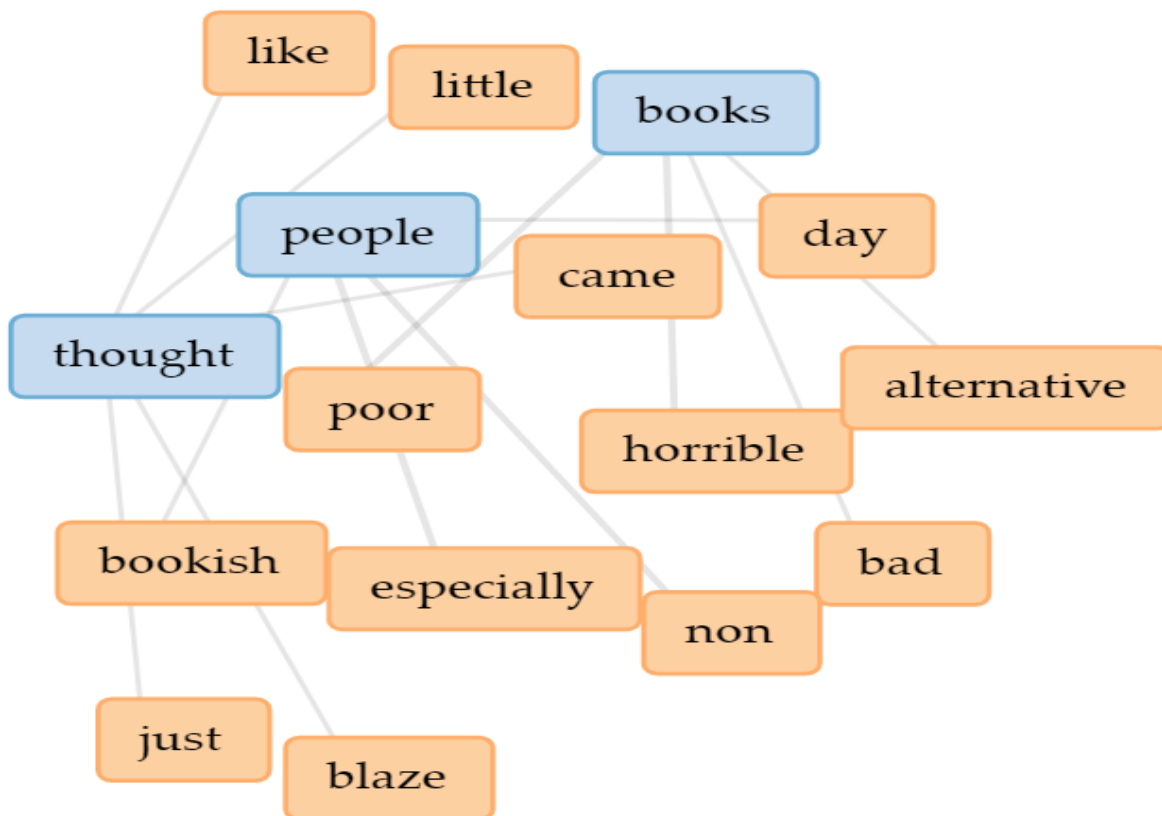 like
little
books
people
day
came
thought
alternative
poor
horrible
bookish
bad
especially
non
just
blaze